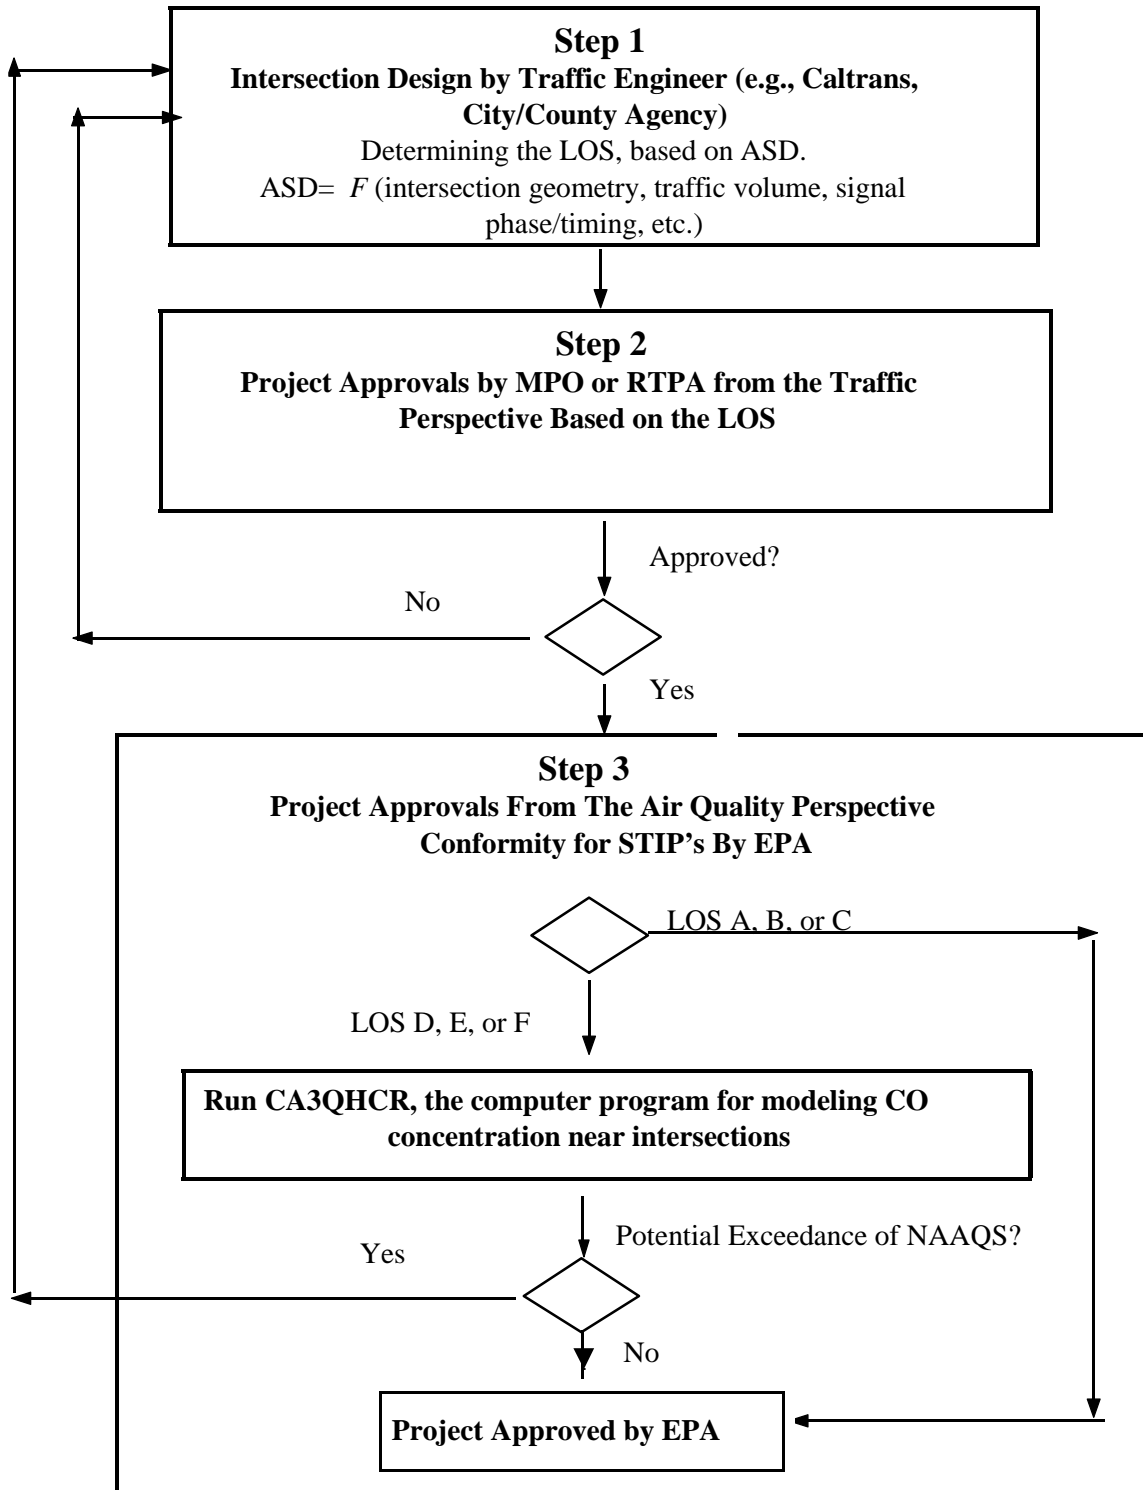 Step 1
Intersection Design by Traffic Engineer (e.g., Caltrans,
City/County Agency)
Determining the LOS, based on ASD.
ASD= F (intersection geometry, traffic volume, signal
phase/timing, etc.)
Step 2
Project Approvals by MPO or RTPA from the Traffic
Perspective Based on the LOS
Approved?
No
Yes
Step 3
Project Approvals From The Air Quality Perspective
Conformity for STIP's By EPA
LOS A, B, or C
LOS D, E, or F
Run CA3QHCR, the computer program for modeling CO
concentration near intersections
Potential Exceedance of NAAQS?
Yes
No
Project Approved by EPA